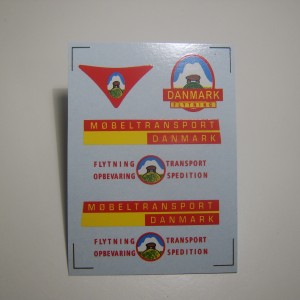 DANMARK
FLYTNING
MØBELTRANSPORT
DANMARK
FLYTNING TRANSPORT
OPBEVARING SPEDITION
MØBELTRANSPORT
DANMARK
FLYTNING TRANSPORT
OPBEVARING SPEDITION